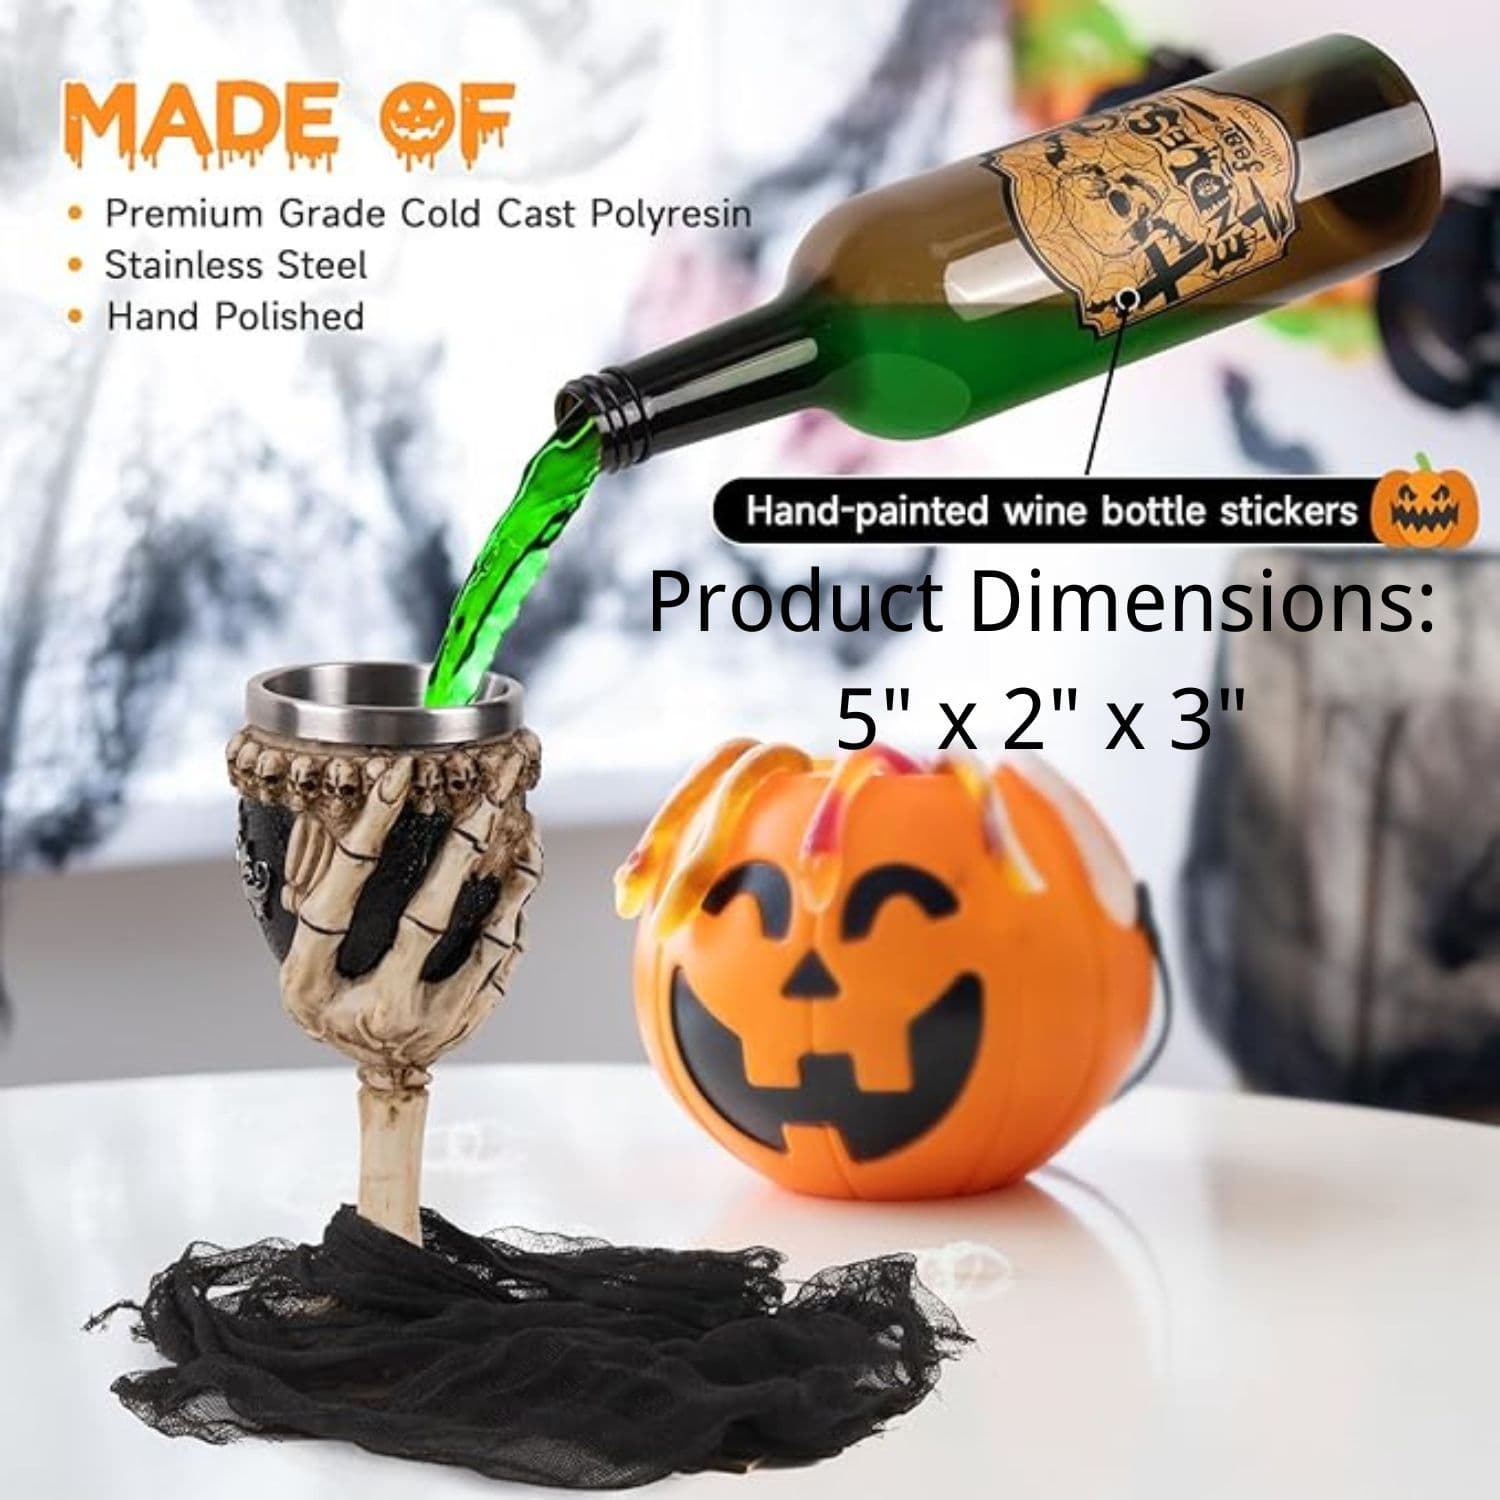 MADE OF
• Premium Grade Cold Cast Polyresin
• Stainless Steel
• Hand Polished
Hand-painted wine bottle stickers
Product Dimensions:
5" x 2" x 3"